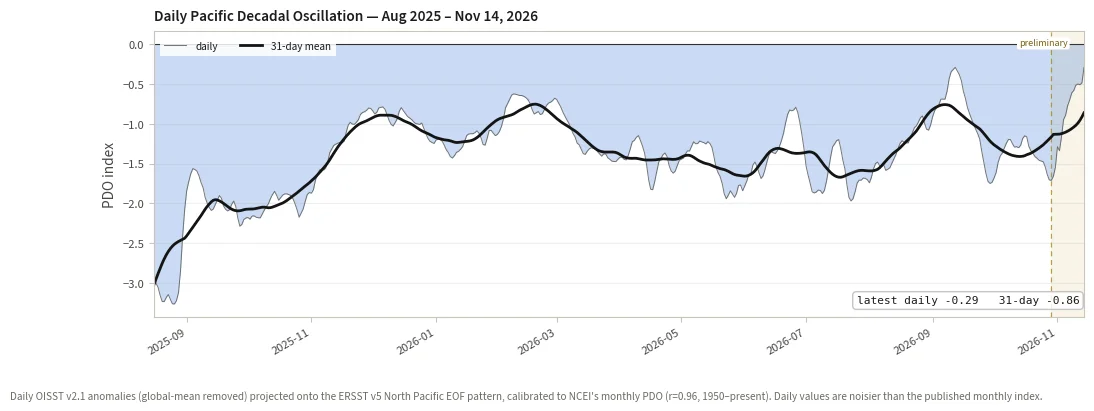 Daily Pacific Decadal Oscillation — Aug 2025 – Nov 14, 2026
daily
31-day mean
preliminary
PDO index
0.0
−0.5
−1.0
−1.5
−2.0
−2.5
−3.0
latest daily -0.29 31-day -0.86
2025-09
2025-11
2026-01
2026-03
2026-05
2026-07
2026-09
2026-11
Daily OISST v2.1 anomalies (global-mean removed) projected onto the ERSST v5 North Pacific EOF pattern, calibrated to NCEI's monthly PDO (r=0.96, 1950–present). Daily values are noisier than the published monthly index.